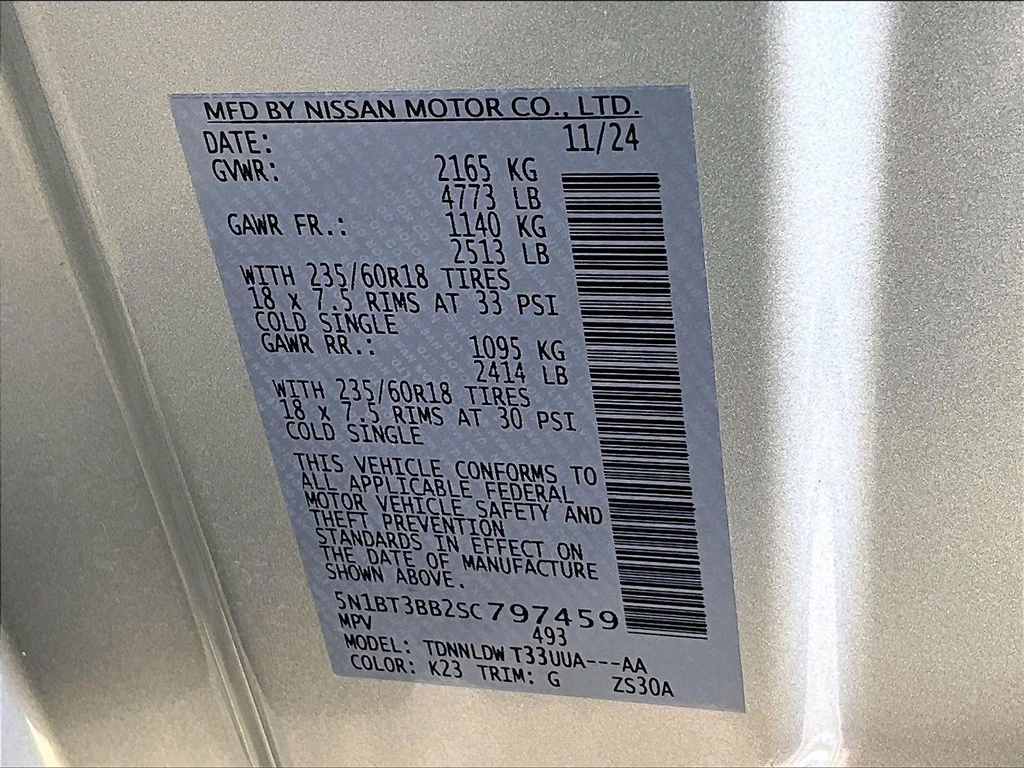 MFD BY NISSAN MOTOR CO., LTD.
DATE: 11/24
GVWR: 2165 KG
4773 LB
GAWR FR.: 1140 KG
2513 LB
WITH 235/60R18 TIRES
18 x 7.5 RIMS AT 33 PSI
COLD SINGLE
GAWR RR.: 1095 KG
2414 LB
WITH 235/60R18 TIRES
18 x 7.5 RIMS AT 30 PSI
COLD SINGLE
THIS VEHICLE CONFORMS TO
ALL APPLICABLE FEDERAL
MOTOR VEHICLE SAFETY AND
THEFT PREVENTION
STANDARDS IN EFFECT ON
THE DATE OF MANUFACTURE
SHOWN ABOVE.
5N1BT3BB2SC797459
MPV 493
MODEL: TDNNLDW T33UUA---AA
COLOR: K23 TRIM: G ZS30A